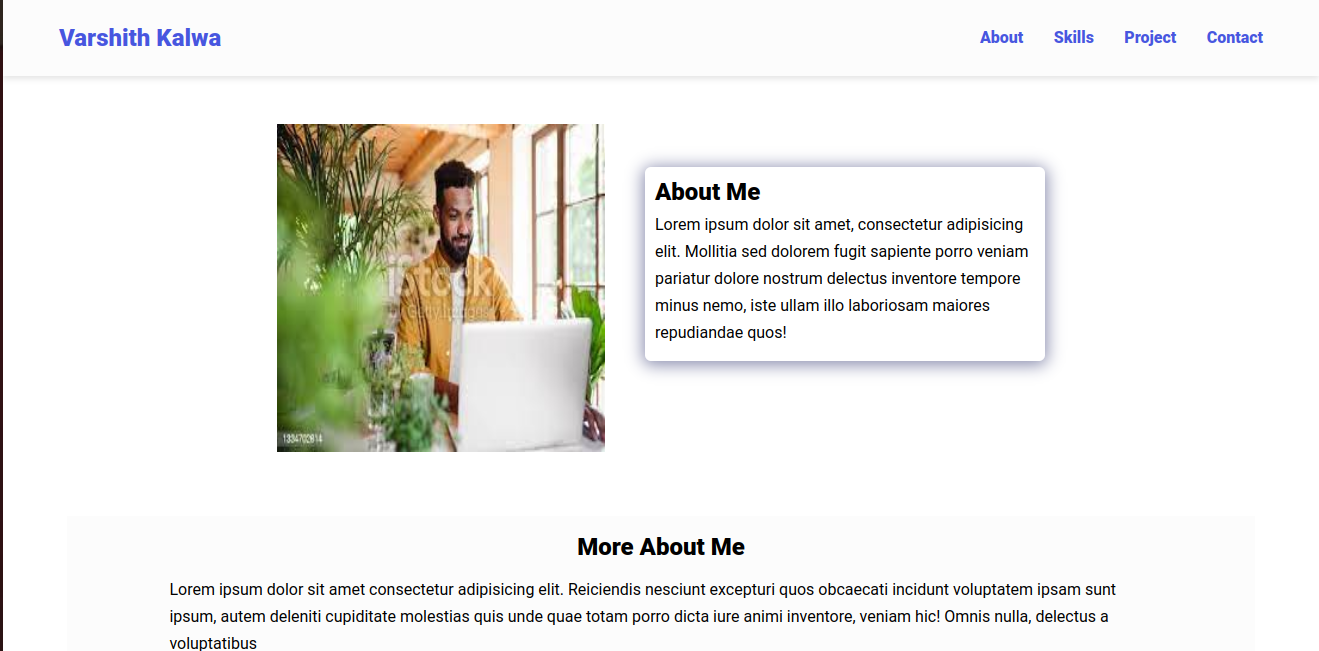 Varshith Kalwa
About Skills Project Contact
iStock
Getty Images
1334702614
About Me
Lorem ipsum dolor sit amet, consectetur adipisicing
elit. Mollitia sed dolorem fugit sapiente porro veniam
pariatur dolore nostrum delectus inventore tempore
minus nemo, iste ullam illo laboriosam maiores
repudiandae quos!
More About Me
Lorem ipsum dolor sit amet consectetur adipisicing elit. Reiciendis nesciunt excepturi quos obcaecati incidunt voluptatem ipsam sunt
ipsum, autem deleniti cupiditate molestias quis unde quae totam porro dicta iure animi inventore, veniam hic! Omnis nulla, delectus a
voluptatibus